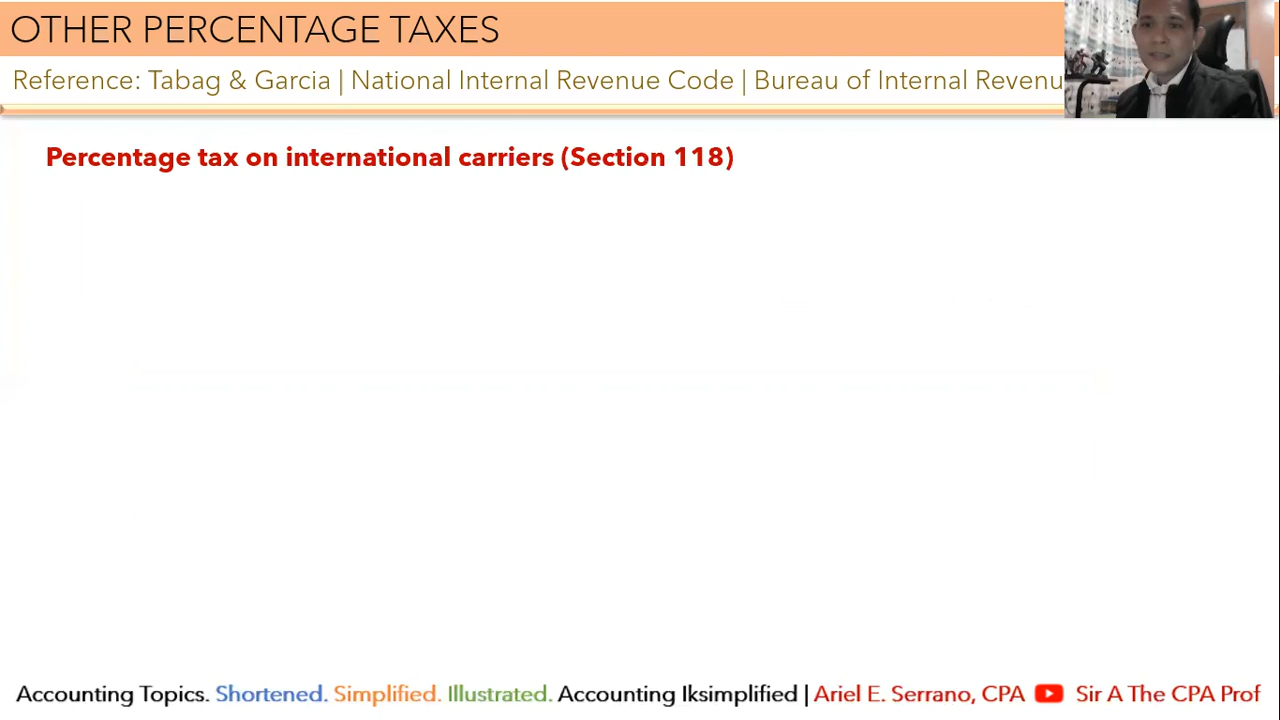 OTHER PERCENTAGE TAXES
Reference: Tabag & Garcia | National Internal Revenue Code | Bureau of Internal Revenu
Percentage tax on international carriers (Section 118)
Accounting Topics. Shortened. Simplified. Illustrated. Accounting Iksimplified | Ariel E. Serrano, CPA Sir A The CPA Prof